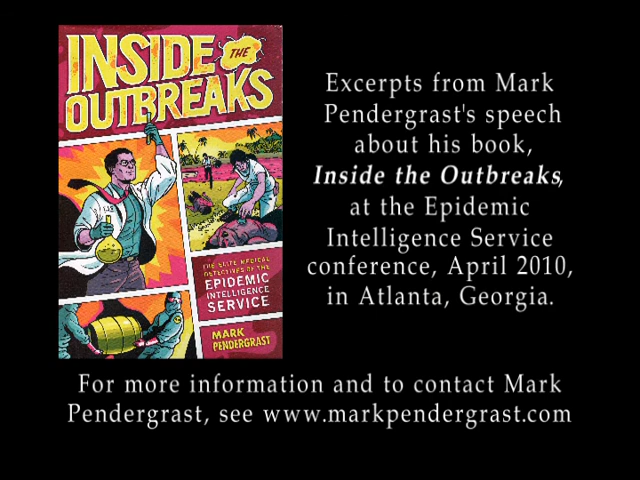 INSIDE THE
OUTBREAKS
THE ELITE MEDICAL
DETECTIVES OF THE
EPIDEMIC
INTELLIGENCE
SERVICE
MARK
PENDERGRAST
Excerpts from Mark
Pendergrast's speech
about his book,
Inside the Outbreaks,
at the Epidemic
Intelligence Service
conference, April 2010,
in Atlanta, Georgia.
For more information and to contact Mark
Pendergrast, see www.markpendergrast.com